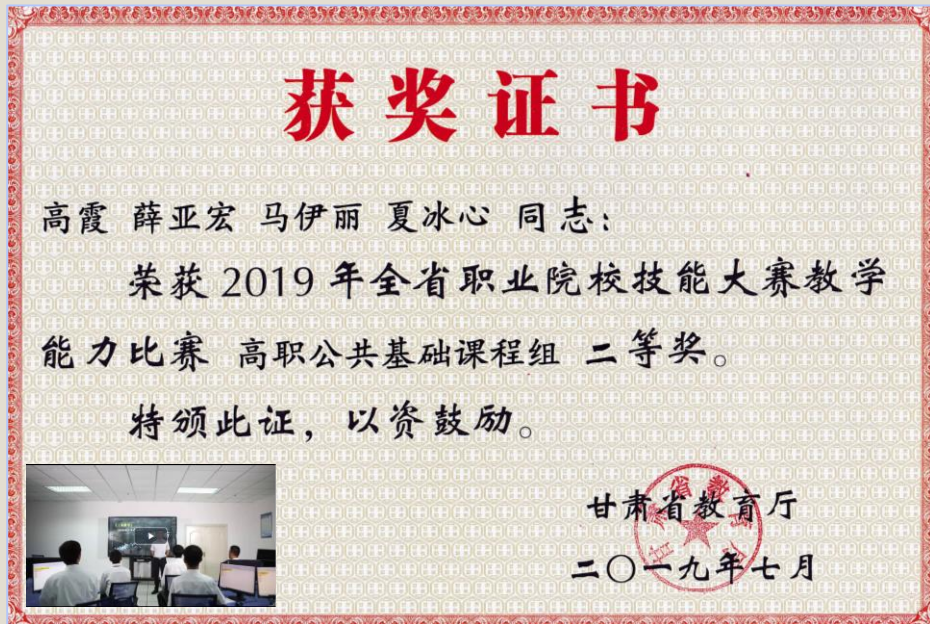 获奖证书
高霞 薛亚宏 马伊丽 夏冰心 同志：
荣获2019年全省职业院校技能大赛教学
能力比赛 高职公共基础课程组 二等奖。
特颁此证，以资鼓励。
甘肃省教育厅
二〇一九年七月